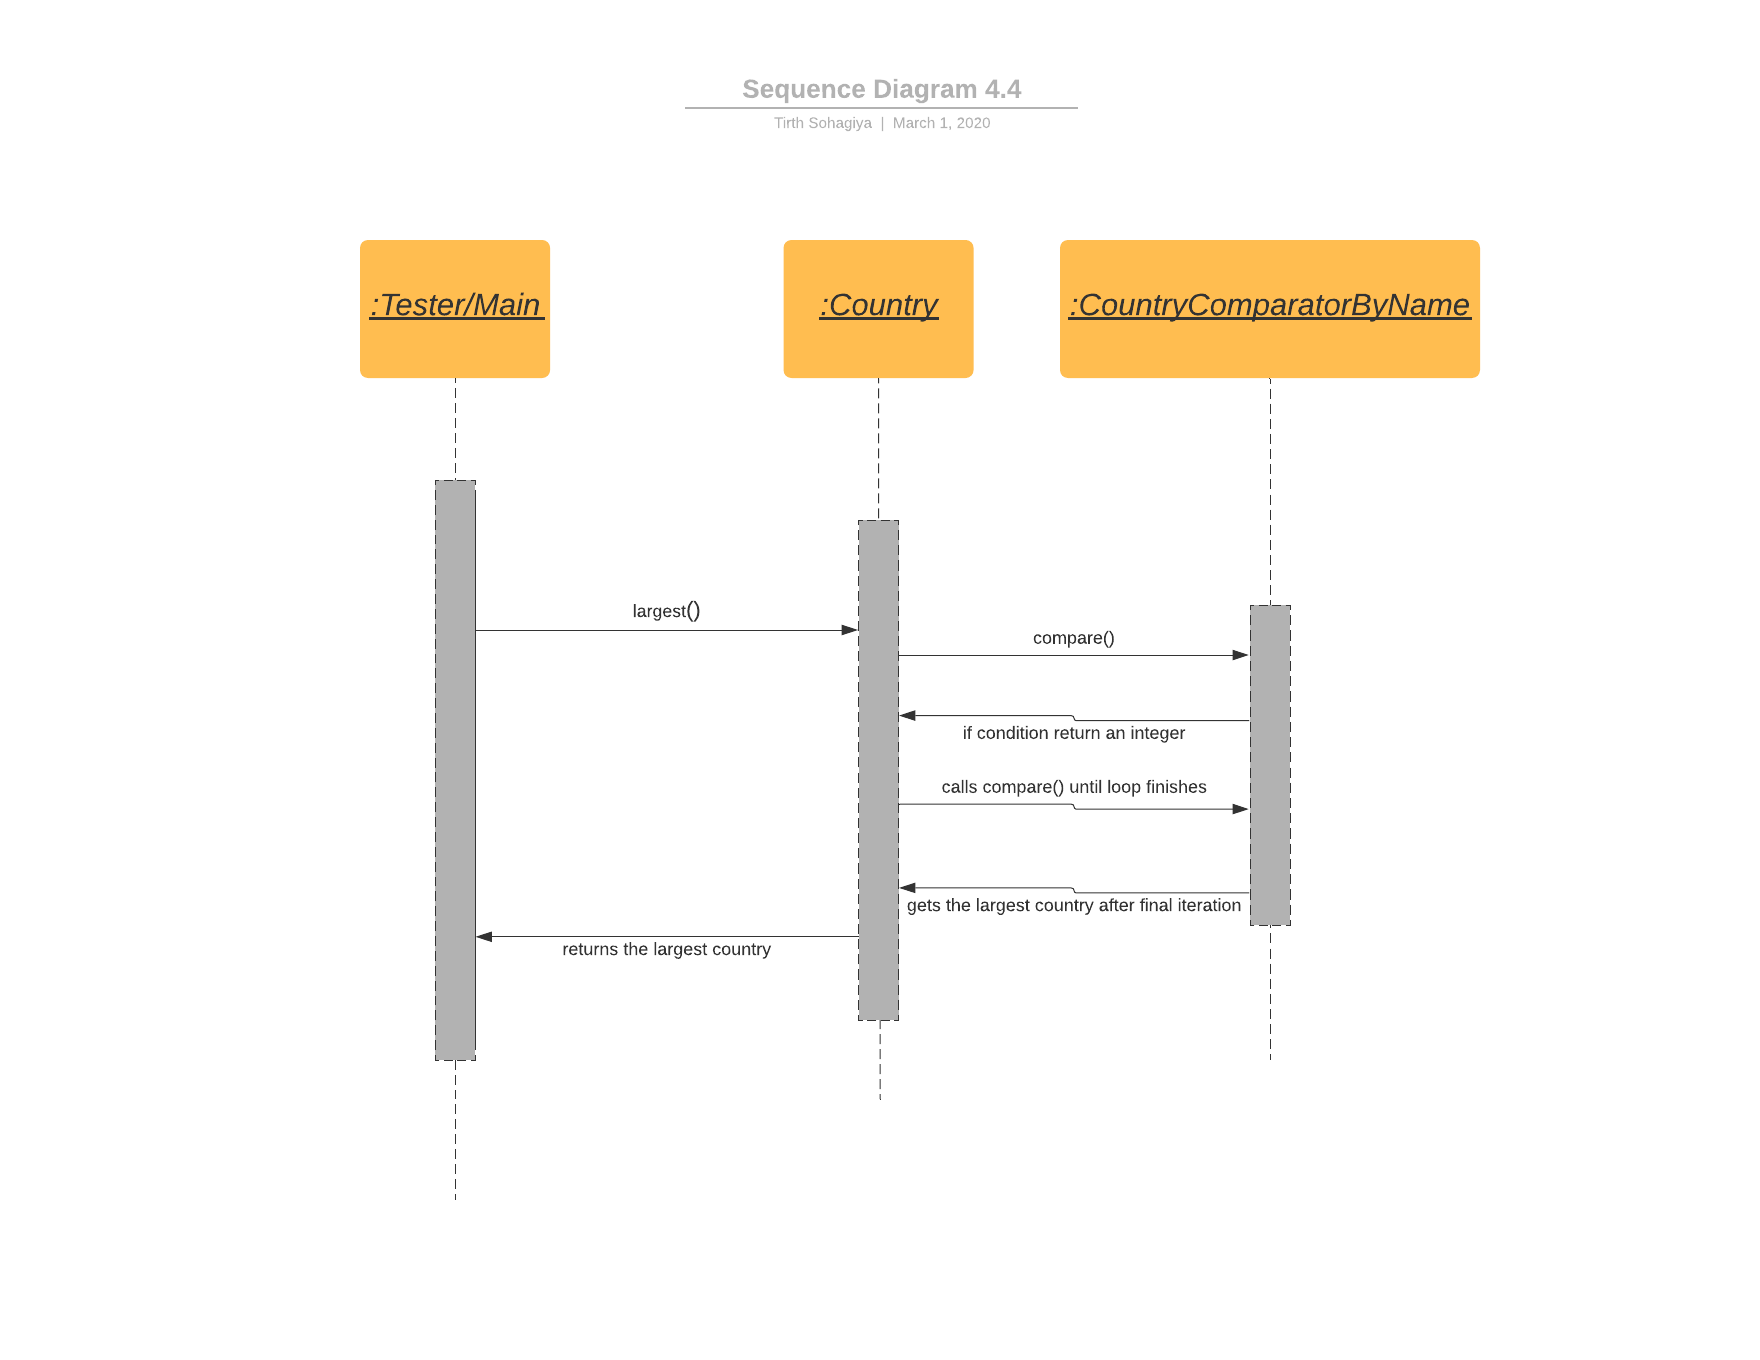 Sequence Diagram 4.4
Tirth Sohagiya | March 1, 2020
:Tester/Main
:Country
:CountryComparatorByName
largest()
compare()
if condition return an integer
calls compare() until loop finishes
gets the largest country after final iteration
returns the largest country